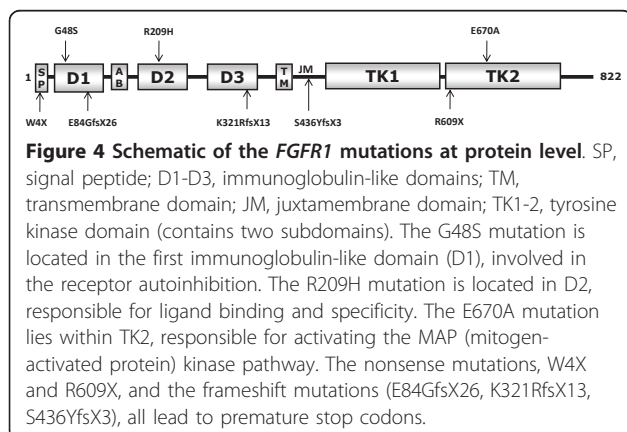 G48S R209H E670A
1 SP D1 AB D2 D3 TM JM TK1 TK2 822
W4X E84GfsX26 K321RfsX13 S436YfsX3 R609X
Figure 4 Schematic of the FGFR1 mutations at protein level. SP,
signal peptide; D1-D3, immunoglobulin-like domains; TM,
transmembrane domain; JM, juxtamembrane domain; TK1-2, tyrosine
kinase domain (contains two subdomains). The G48S mutation is
located in the first immunoglobulin-like domain (D1), involved in
the receptor autoinhibition. The R209H mutation is located in D2,
responsible for ligand binding and specificity. The E670A mutation
lies within TK2, responsible for activating the MAP (mitogen-
activated protein) kinase pathway. The nonsense mutations, W4X
and R609X, and the frameshift mutations (E84GfsX26, K321RfsX13,
S436YfsX3), all lead to premature stop codons.